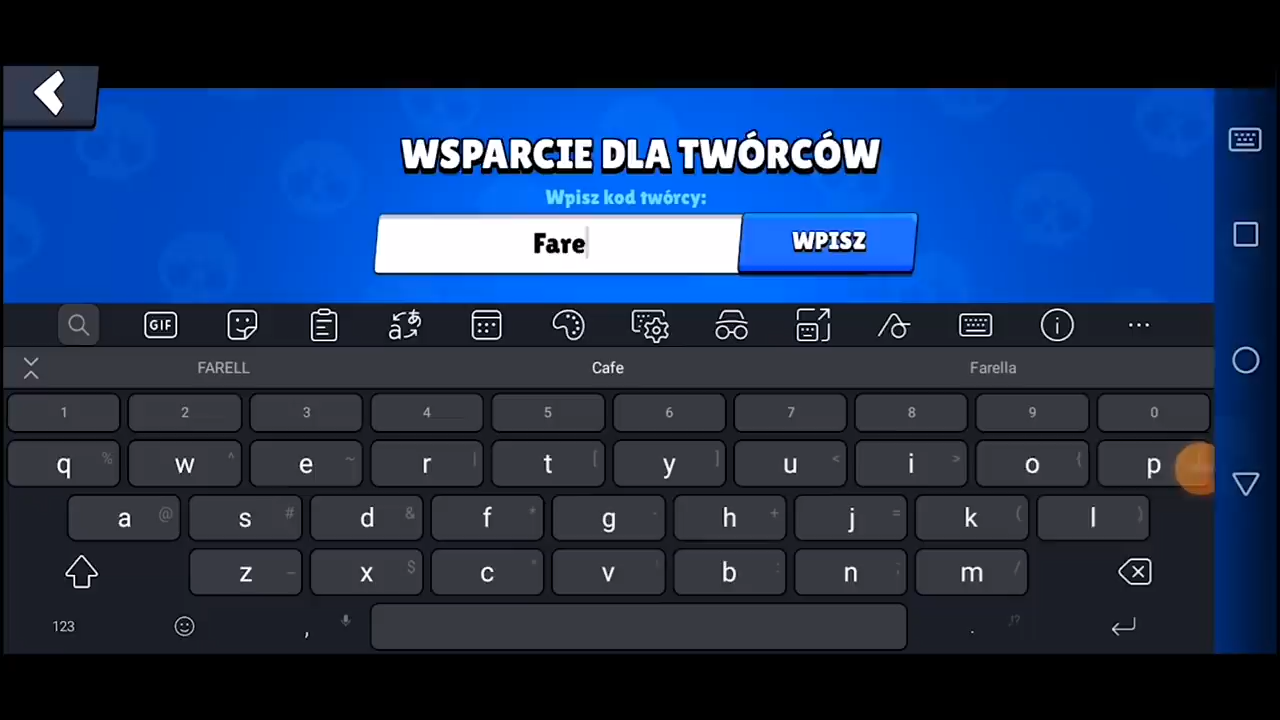 WSPARCIE DLA TWÓRCÓW
Wpisz kod twórcy:
Fare
WPISZ
GIF
FARELL Cafe Farella
1 2 3 4 5 6 7 8 9 0
q % w ^ e ~ r | t [ y ] u < i > o { p
a @ s # d & f * g - h + j = k ( l )
z _ x $ c " v ' b : n ; m /
123 , . !?